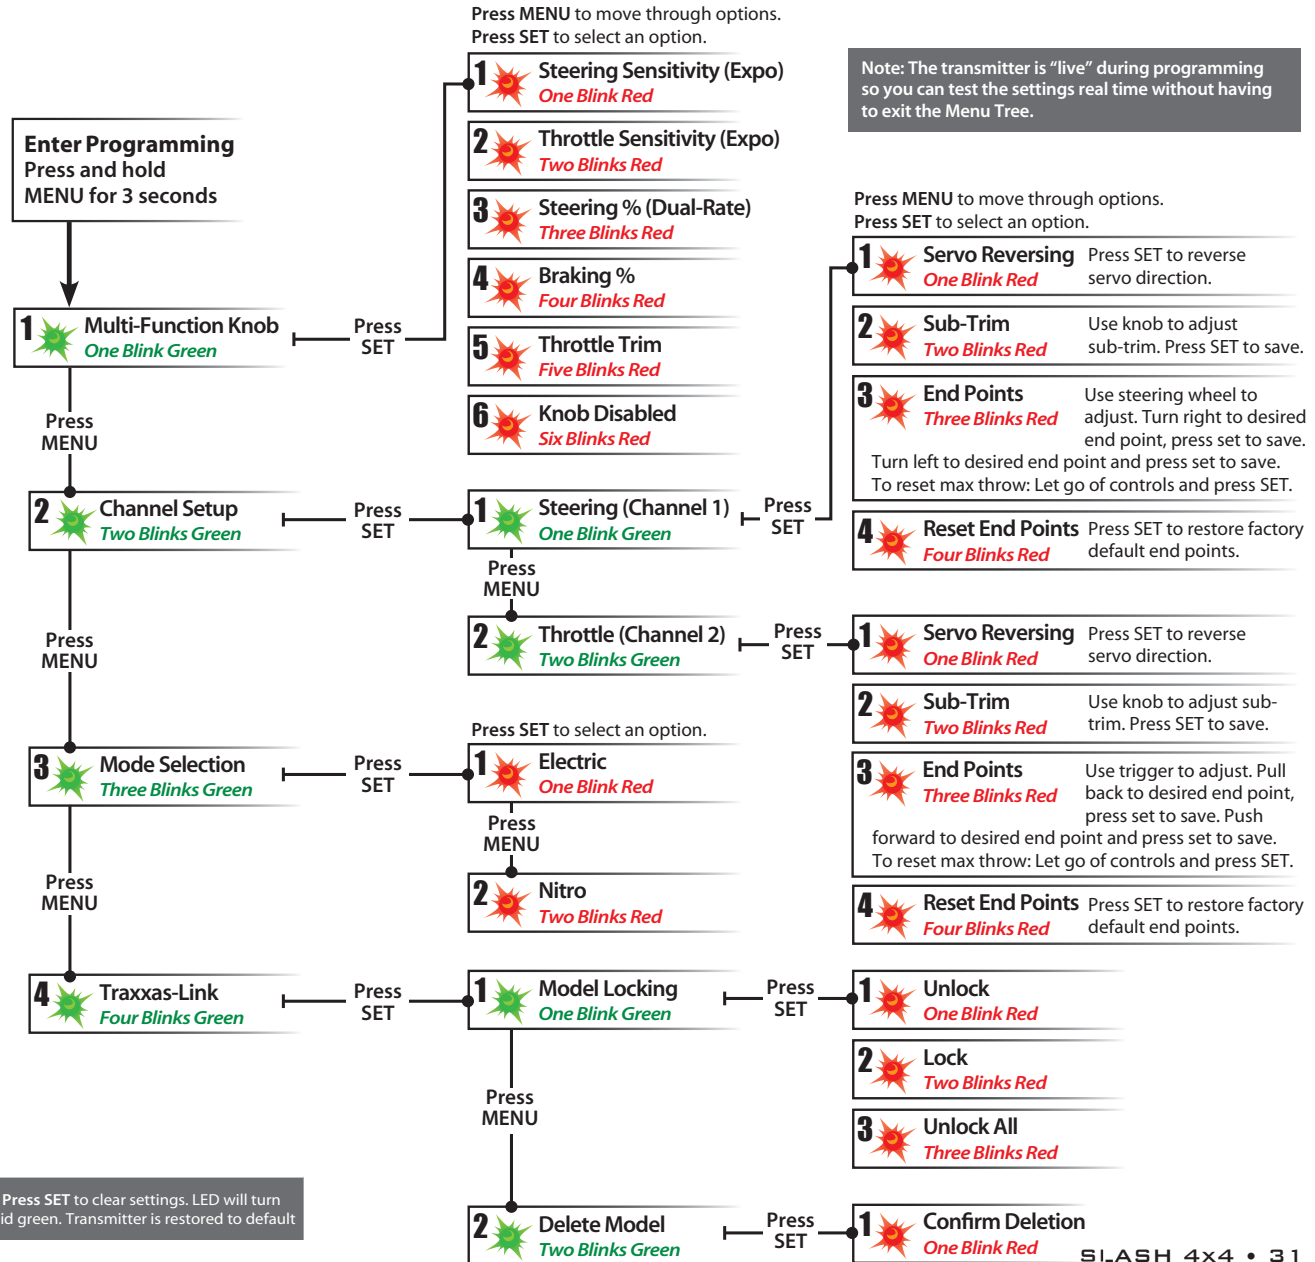 Press MENU to move through options.
Press SET to select an option.
1 Steering Sensitivity (Expo)
One Blink Red
2 Throttle Sensitivity (Expo)
Two Blinks Red
3 Steering % (Dual-Rate)
Three Blinks Red
4 Braking %
Four Blinks Red
5 Throttle Trim
Five Blinks Red
6 Knob Disabled
Six Blinks Red
Note: The transmitter is “live” during programming
so you can test the settings real time without having
to exit the Menu Tree.
Enter Programming
Press and hold
MENU for 3 seconds
1 Multi-Function Knob
One Blink Green
Press
SET
Press
MENU
2 Channel Setup
Two Blinks Green
Press
SET
1 Steering (Channel 1)
One Blink Green
Press
SET
Press
MENU
2 Throttle (Channel 2)
Two Blinks Green
Press
SET
Press MENU to move through options.
Press SET to select an option.
1 Servo Reversing
One Blink Red
Press SET to reverse
servo direction.
2 Sub-Trim
Two Blinks Red
Use knob to adjust
sub-trim. Press SET to save.
3 End Points
Three Blinks Red
Use steering wheel to
adjust. Turn right to desired
end point, press set to save.
Turn left to desired end point and press set to save.
To reset max throw: Let go of controls and press SET.
4 Reset End Points
Four Blinks Red
Press SET to restore factory
default end points.
1 Servo Reversing
One Blink Red
Press SET to reverse
servo direction.
2 Sub-Trim
Two Blinks Red
Use knob to adjust sub-
trim. Press SET to save.
3 End Points
Three Blinks Red
Use trigger to adjust. Pull
back to desired end point,
press set to save. Push
forward to desired end point and press set to save.
To reset max throw: Let go of controls and press SET.
4 Reset End Points
Four Blinks Red
Press SET to restore factory
default end points.
Press
MENU
3 Mode Selection
Three Blinks Green
Press
SET
Press SET to select an option.
1 Electric
One Blink Red
Press
MENU
2 Nitro
Two Blinks Red
Press
MENU
4 Traxxas-Link
Four Blinks Green
Press
SET
1 Model Locking
One Blink Green
Press
SET
1 Unlock
One Blink Red
2 Lock
Two Blinks Red
3 Unlock All
Three Blinks Red
Press
MENU
2 Delete Model
Two Blinks Green
Press
SET
1 Confirm Deletion
One Blink Red
Press SET to clear settings. LED will turn
green. Transmitter is restored to default
SLASH 4x4 • 31